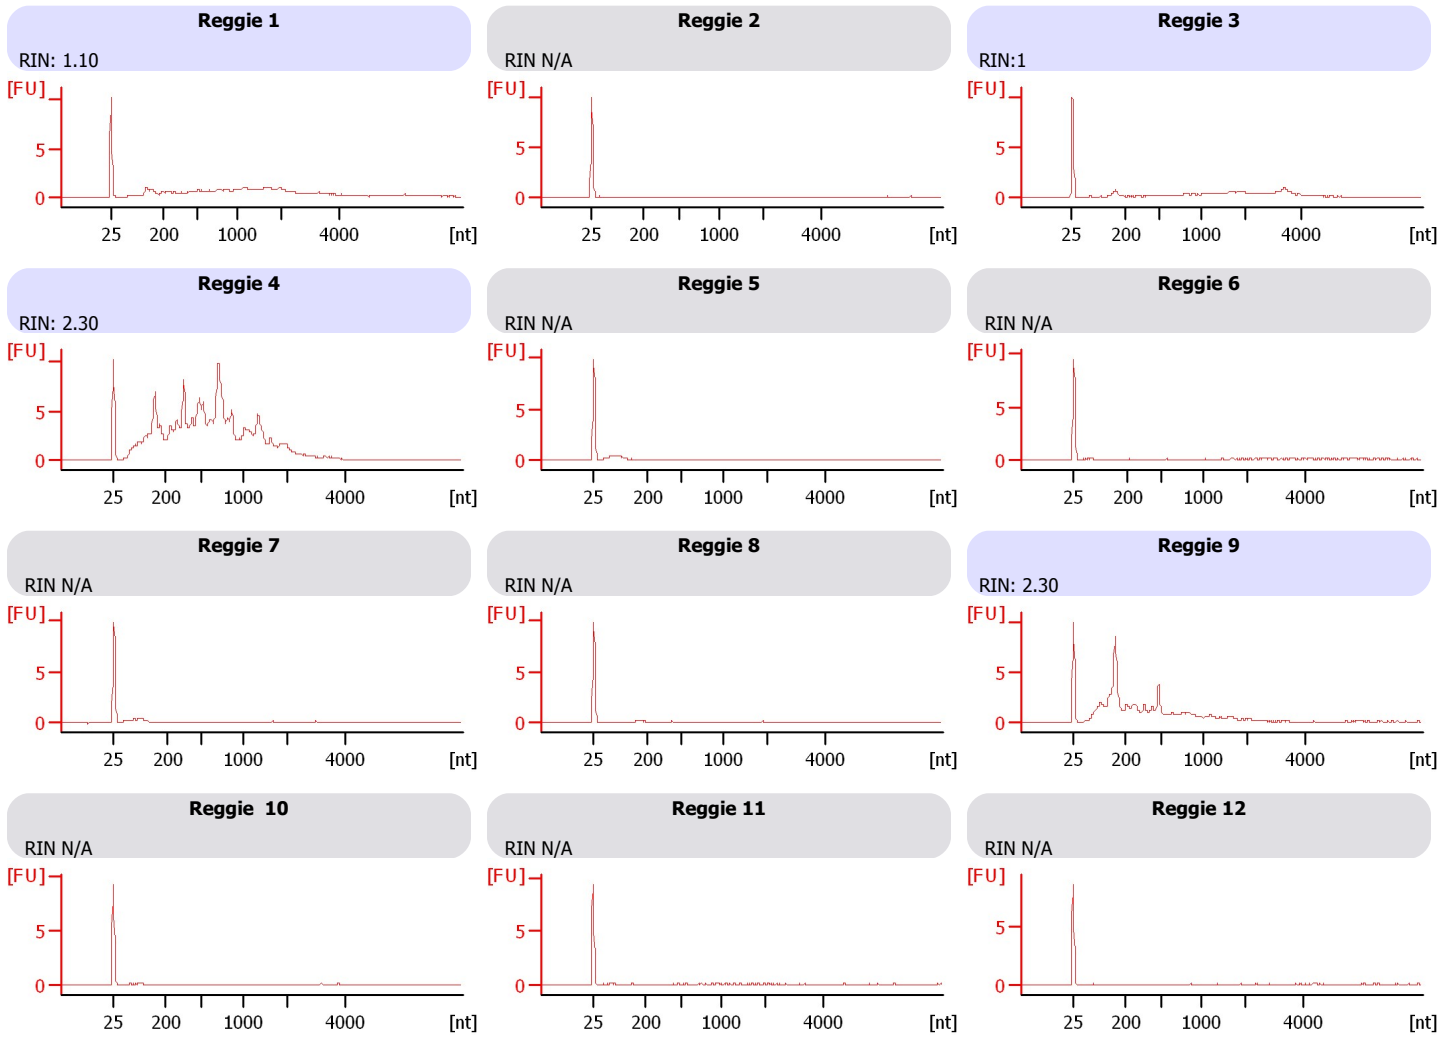 Reggie 1
RIN: 1.10
[FU]
5
0
25 200 1000 4000 [nt]
Reggie 2
RIN N/A
[FU]
5
0
25 200 1000 4000 [nt]
Reggie 3
RIN:1
[FU]
5
0
25 200 1000 4000 [nt]
Reggie 4
RIN: 2.30
[FU]
5
0
25 200 1000 4000 [nt]
Reggie 5
RIN N/A
[FU]
5
0
25 200 1000 4000 [nt]
Reggie 6
RIN N/A
[FU]
5
0
25 200 1000 4000 [nt]
Reggie 7
RIN N/A
[FU]
5
0
25 200 1000 4000 [nt]
Reggie 8
RIN N/A
[FU]
5
0
25 200 1000 4000 [nt]
Reggie 9
RIN: 2.30
[FU]
5
0
25 200 1000 4000 [nt]
Reggie  10
RIN N/A
[FU]
5
0
25 200 1000 4000 [nt]
Reggie 11
RIN N/A
[FU]
5
0
25 200 1000 4000 [nt]
Reggie 12
RIN N/A
[FU]
5
0
25 200 1000 4000 [nt]